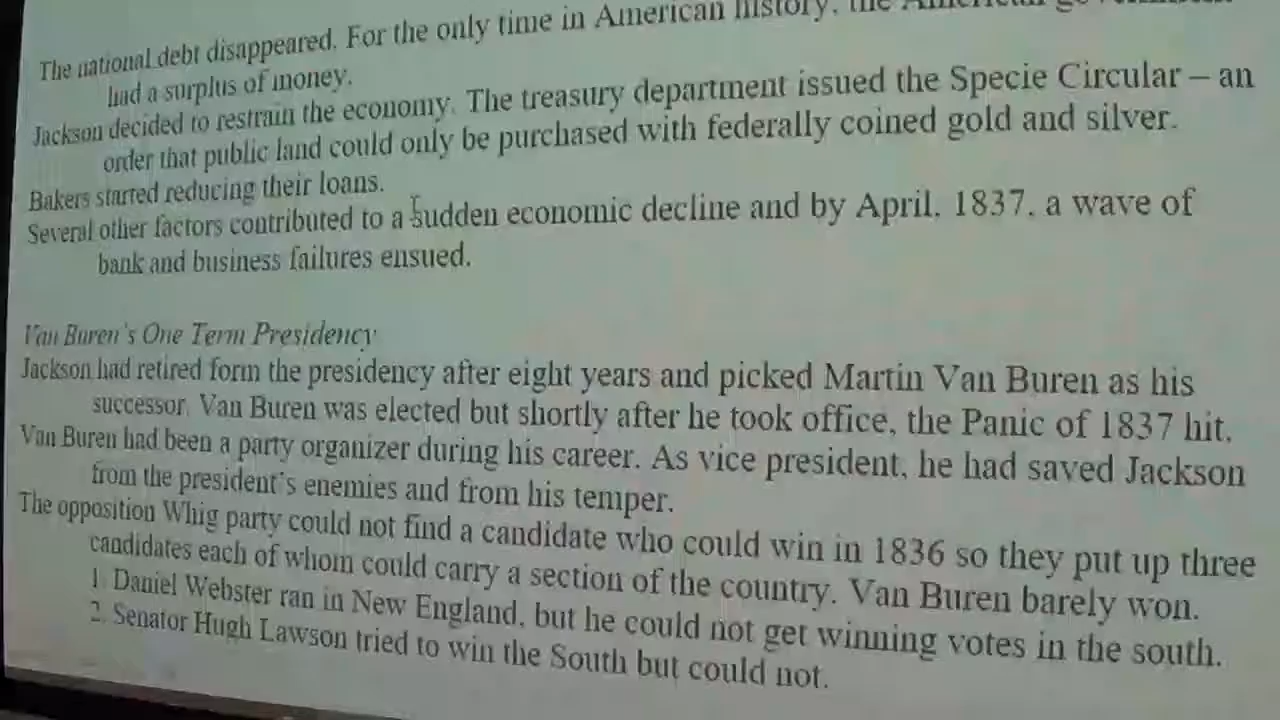 The national debt disappeared. For the only time in American history, the American government
had a surplus of money.
Jackson decided to restrain the economy. The treasury department issued the Specie Circular – an
order that public land could only be purchased with federally coined gold and silver.
Bakers started reducing their loans.
Several other factors contributed to a sudden economic decline and by April, 1837, a wave of
bank and business failures ensued.
Van Buren's One Term Presidency
Jackson had retired form the presidency after eight years and picked Martin Van Buren as his
successor. Van Buren was elected but shortly after he took office, the Panic of 1837 hit.
Van Buren had been a party organizer during his career. As vice president, he had saved Jackson
from the president's enemies and from his temper.
The opposition Whig party could not find a candidate who could win in 1836 so they put up three
candidates each of whom could carry a section of the country. Van Buren barely won.
1. Daniel Webster ran in New England, but he could not get winning votes in the south.
2. Senator Hugh Lawson tried to win the South but could not.